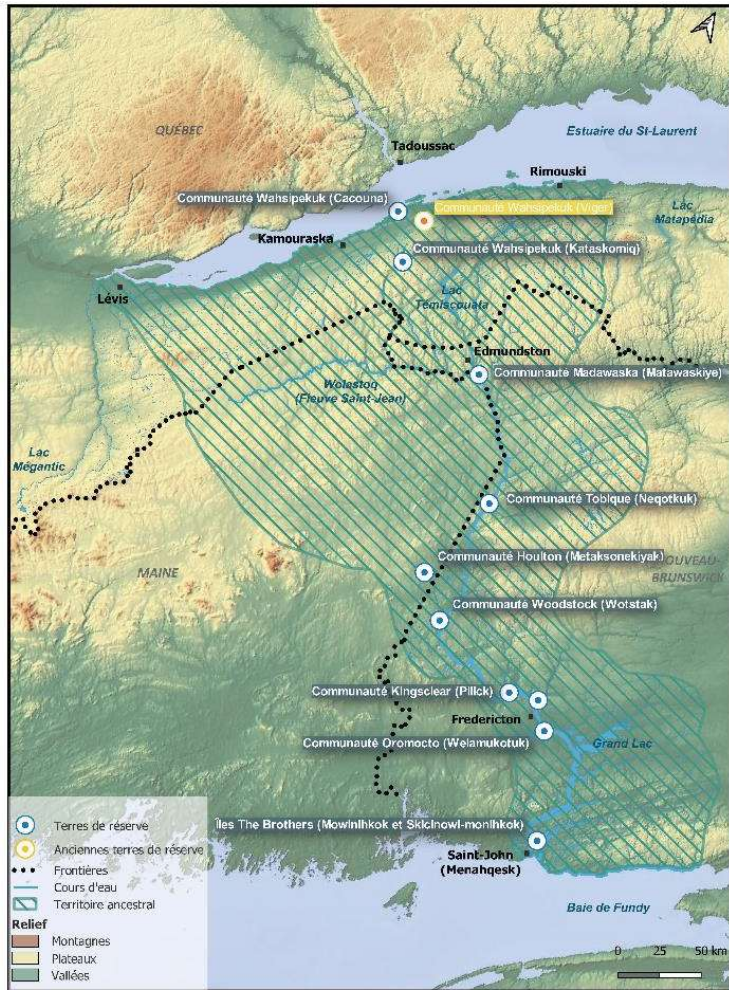 QUÉBEC
Estuaire du St-Laurent
Tadoussac
Rimouski
Communauté Wahsipekuk (Cacouna)
Communauté Wahsipekuk (Viger)
Lac
Matapédia
Kamouraska
Communauté Wahsipekuk (Kataskomiq)
Lévis
Lac
Témiscouata
Edmundston
Communauté Madawaska (Matawaskiye)
Wolastoq
(Fleuve Saint-Jean)
Lac
Mégantic
Communauté Tobique (Neqotkuk)
Communauté Houlton (Metaksonekiyak)
MAINE
NOUVEAU-
BRUNSWICK
Communauté Woodstock (Wotstak)
Communauté Kingsclear (Pilick)
Fredericton
Communauté Oromocto (Welamukotuk)
Grand Lac
Îles The Brothers (Mowinihkok et Skicinowi-monihkok)
Saint-John
(Menahqesk)
Baie de Fundy
Terres de réserve
Anciennes terres de réserve
Frontières
Cours d'eau
Territoire ancestral
Relief
Montagnes
Plateaux
Vallées
0 25 50 km